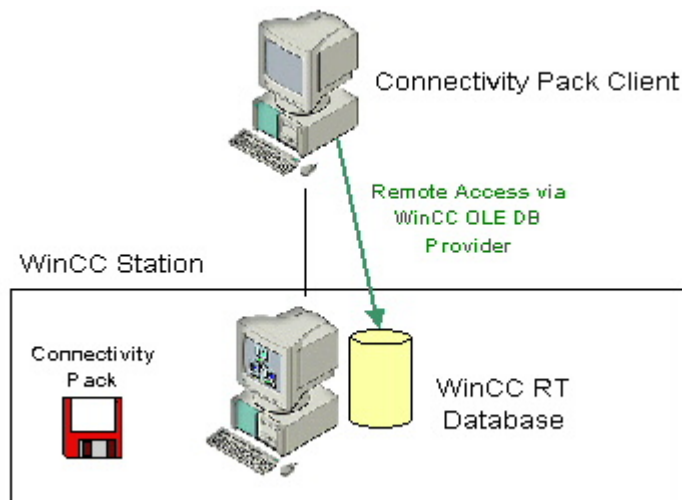 Connectivity Pack Client
Remote Access via
WinCC OLE DB
Provider
WinCC Station
Connectivity
Pack
WinCC RT
Database